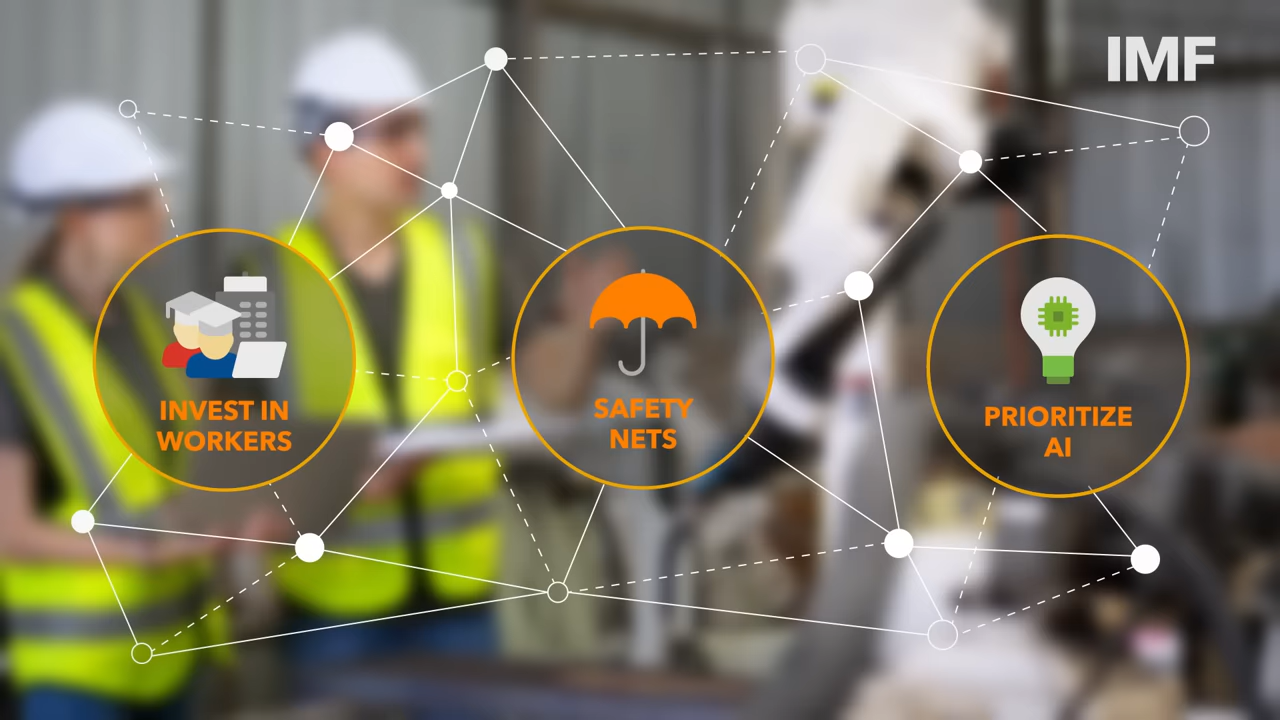 IMF
INVEST IN
WORKERS
SAFETY
NETS
PRIORITIZE
AI